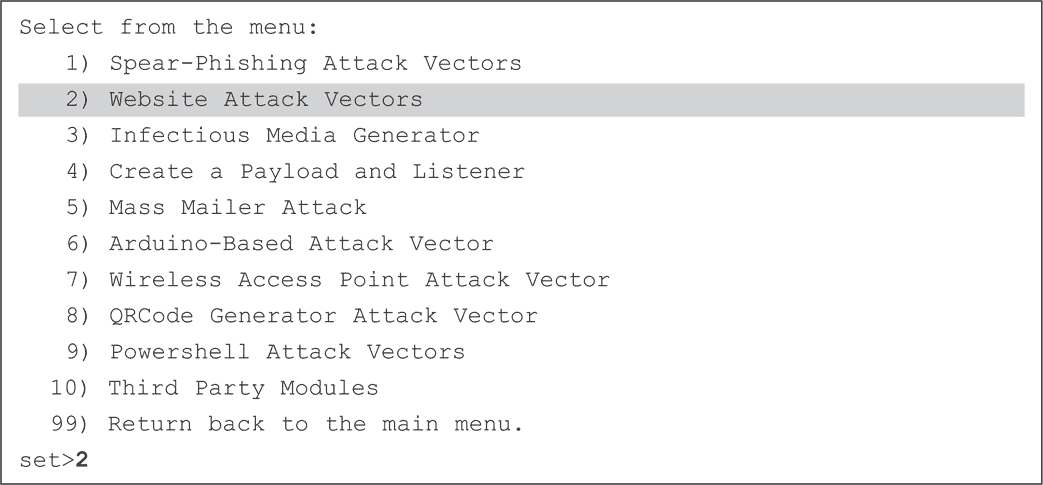 Select from the menu:
1) Spear-Phishing Attack Vectors
2) Website Attack Vectors
3) Infectious Media Generator
4) Create a Payload and Listener
5) Mass Mailer Attack
6) Arduino-Based Attack Vector
7) Wireless Access Point Attack Vector
8) QRCode Generator Attack Vector
9) Powershell Attack Vectors
10) Third Party Modules
99) Return back to the main menu.
set>2